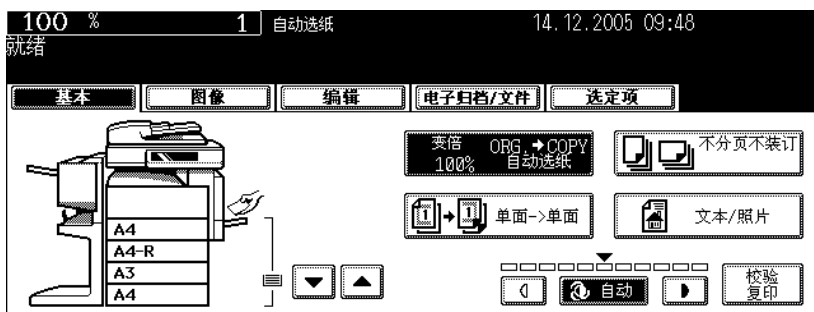 100 % 1 自动选纸 14.12.2005 09:48
就绪
基本 图像 编辑 电子归档/文件 选定项
变倍 ORG.→COPY
100% 自动选纸
不分页不装订
1→1 单面->单面
文本/照片
A4
A4-R
A3
A4
自动
校验
复印